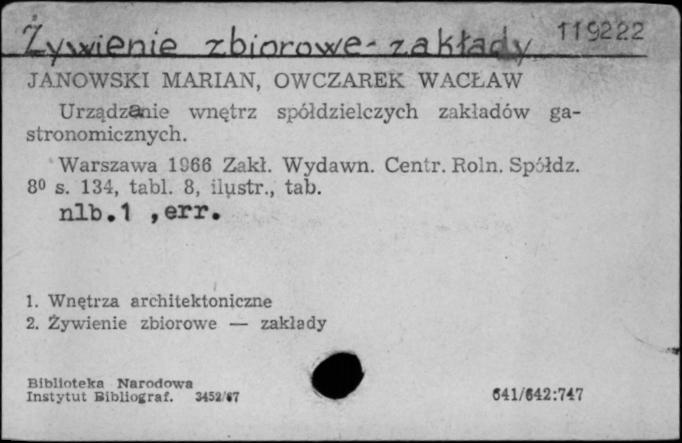 Żywienie zbiorowe - zakłady 119222
JANOWSKI MARIAN, OWCZAREK WACŁAW
Urządzanie wnętrz spółdzielczych zakładów ga-
stronomicznych.
Warszawa 1966 Zakł. Wydawn. Centr. Roln. Spółdz.
8⁰ s. 134, tabl. 8, ilustr., tab.
nlb.1 ,err.
1. Wnętrza architektoniczne
2. Żywienie zbiorowe — zakłady
Biblioteka Narodowa
Instytut Bibliograf. 3452/67 641/642:747